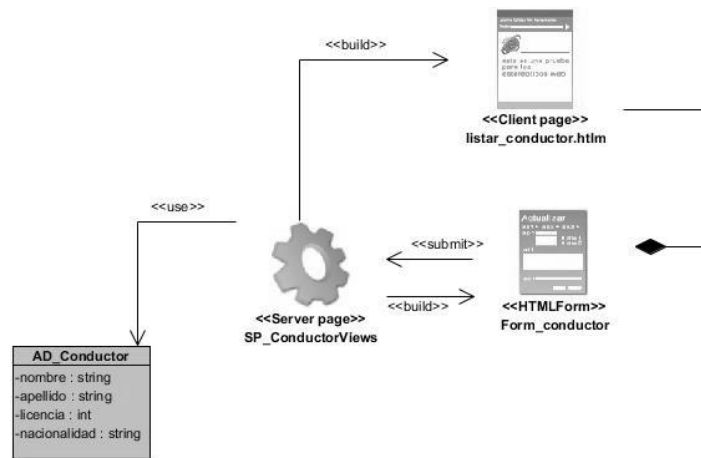 <<build>>
<<Client page>>
listar_conductor.htlm
<<use>>
Actualizar
<<submit>>
<<build>>
<<Server page>>
SP_ConductorViews
<<HTMLForm>>
Form_conductor
AD_Conductor
-nombre : string
-apellido : string
-licencia : int
-nacionalidad : string